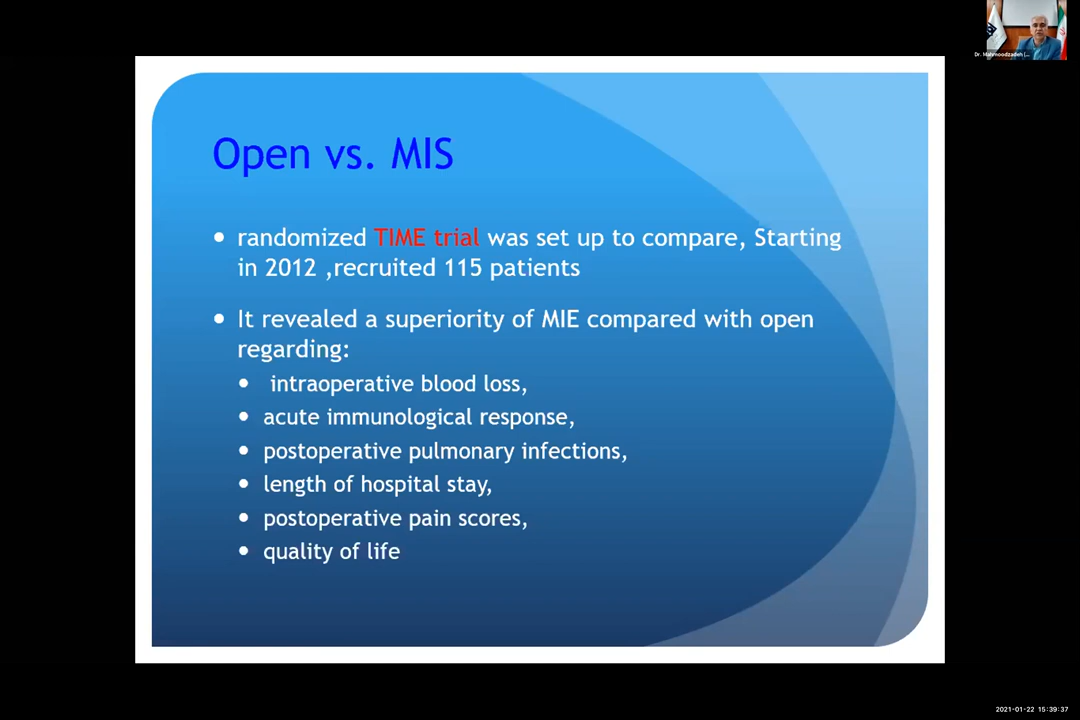 Dr. Mahmoodzadeh (...
Open vs. MIS
• randomized TIME trial was set up to compare, Starting
in 2012 ,recruited 115 patients
• It revealed a superiority of MIE compared with open
regarding:
• intraoperative blood loss,
• acute immunological response,
• postoperative pulmonary infections,
• length of hospital stay,
• postoperative pain scores,
• quality of life
2021-01-22 15:39:37